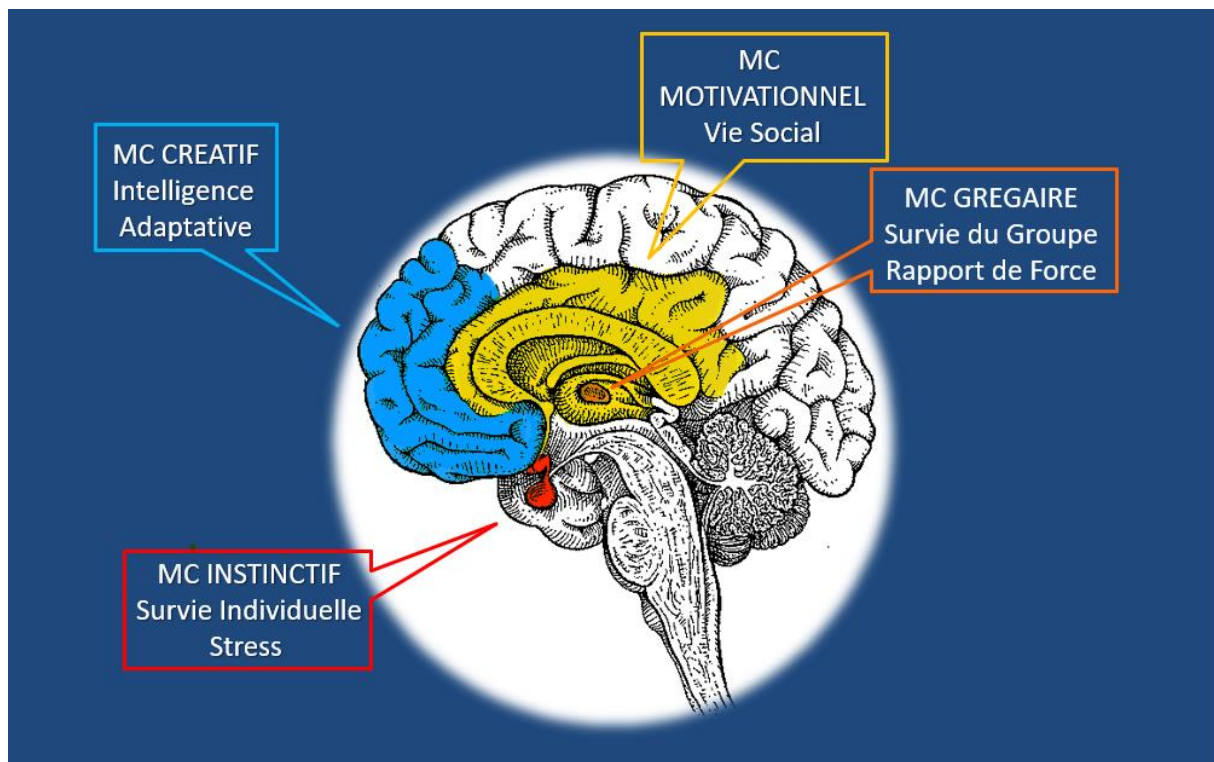 MC
MOTIVATIONNEL
Vie Social
MC CREATIF
Intelligence
Adaptative
MC GREGAIRE
Survie du Groupe
Rapport de Force
MC INSTINCTIF
Survie Individuelle
Stress